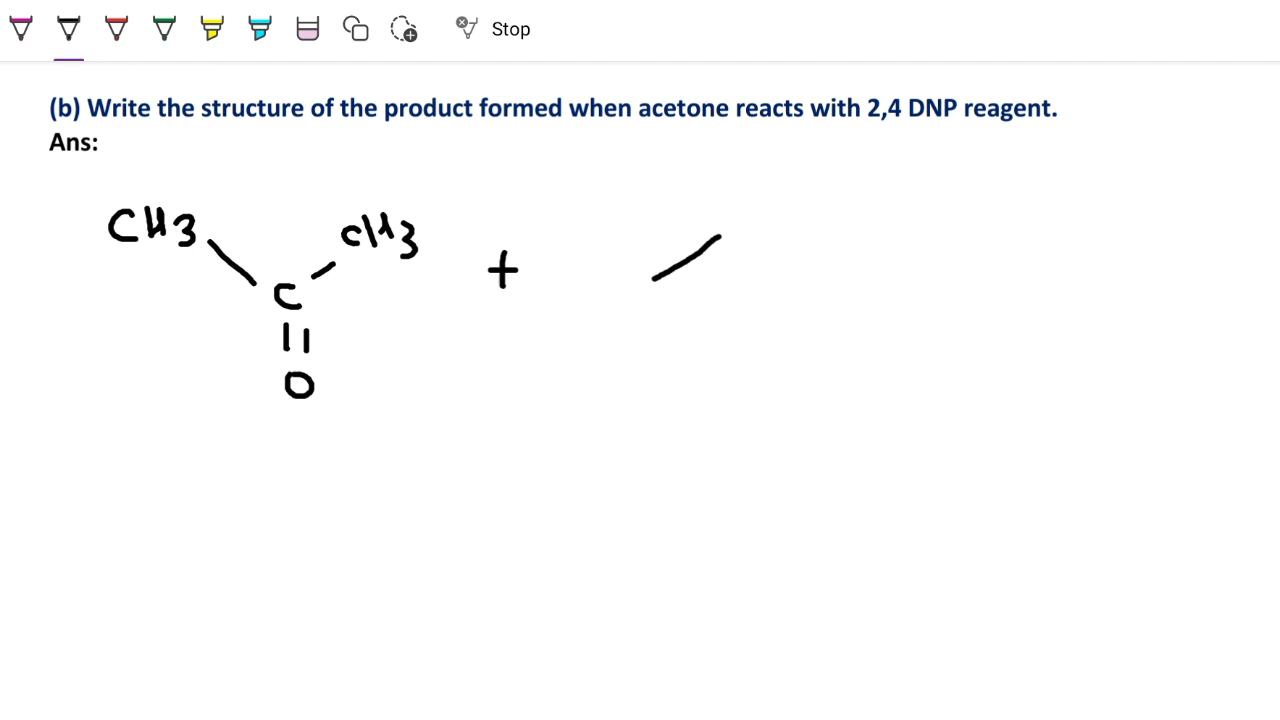 Stop
(b) Write the structure of the product formed when acetone reacts with 2,4 DNP reagent.
Ans:
CH3 CH3
C +
O